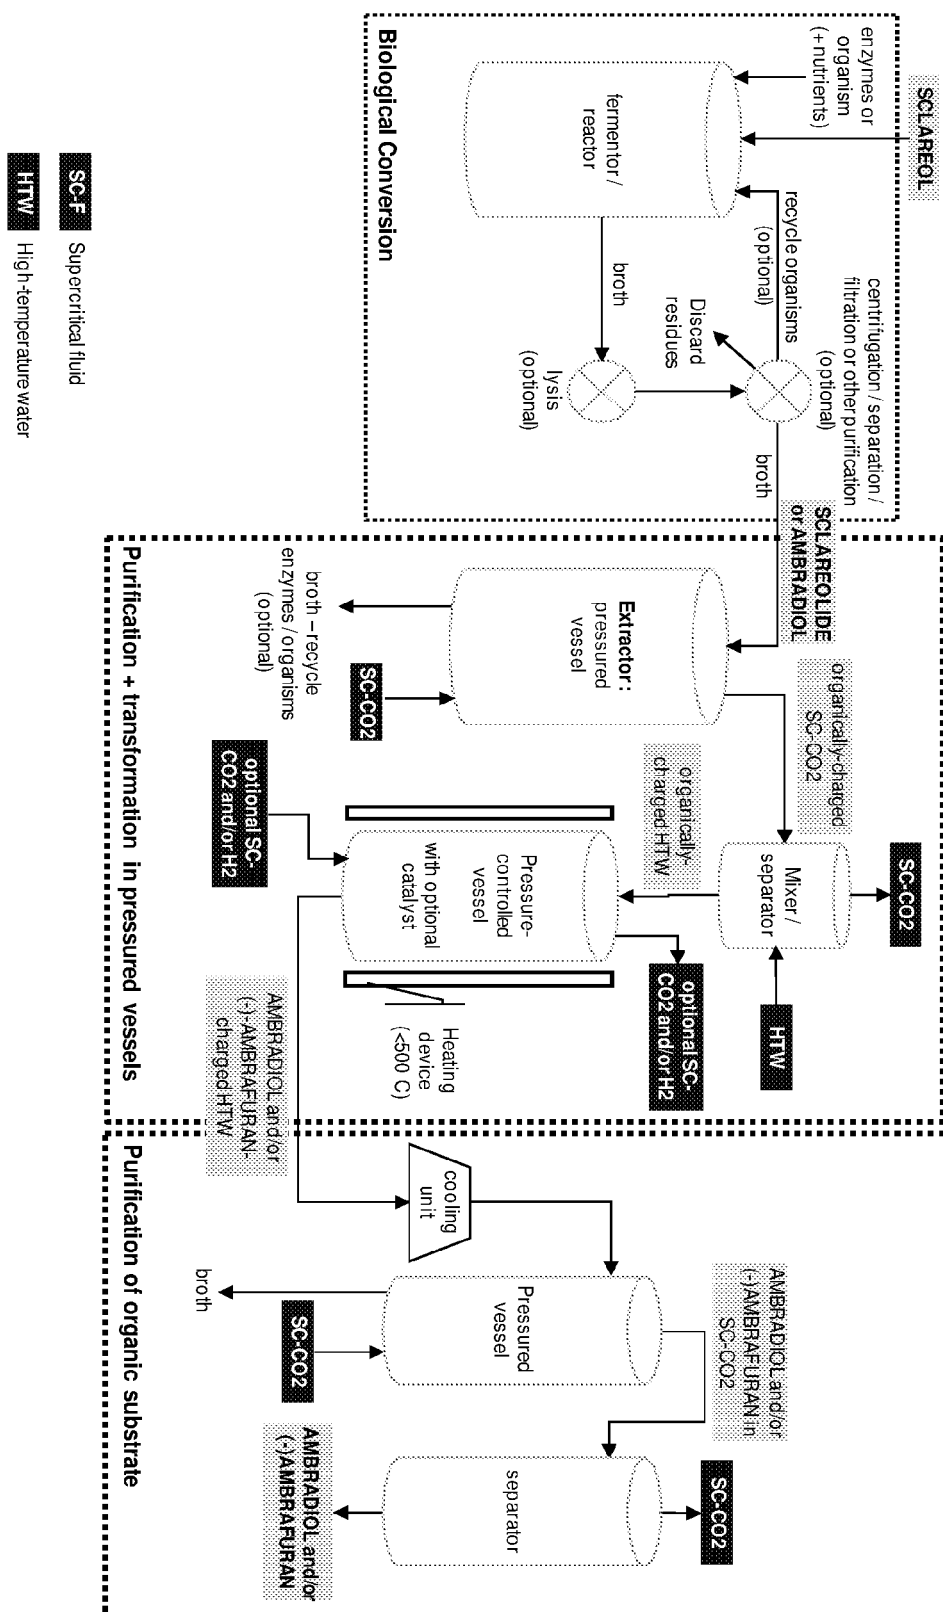 SCLAREOL
enzymes or
organism
(+ nutrients)
fermentor /
reactor
Biological Conversion
recycle organisms
(optional)
centrifugation / separation /
filtration or other purification
(optional)
Discard
residues
broth
lysis
(optional)
broth
SCLAREOLIDE
or AMBRADIOL
Extractor:
pressured
vessel
broth – recycle
enzymes / organisms
(optional)
SC-CO2
organically-charged
SC-CO2
Mixer /
separator
SC-CO2
HTW
organically-
charged HTW
Pressure-
controlled
vessel
with optional
catalyst
optional SC-
CO2 and/or H2
optional SC-
CO2 and/or H2
Heating
device
(<500 C)
AMBRADIOL and/or
(-)-AMBRAFURAN-
charged HTW
Purification + transformation in pressured vessels
cooling
unit
Pressured
vessel
broth
SC-CO2
AMBRADIOL and/or
(-)AMBRAFURAN in
SC-CO2
separator
SC-CO2
AMBRADIOL and/or
(-)AMBRAFURAN
Purification of organic substrate
SC-F Supercritical fluid
HTW High-temperature water